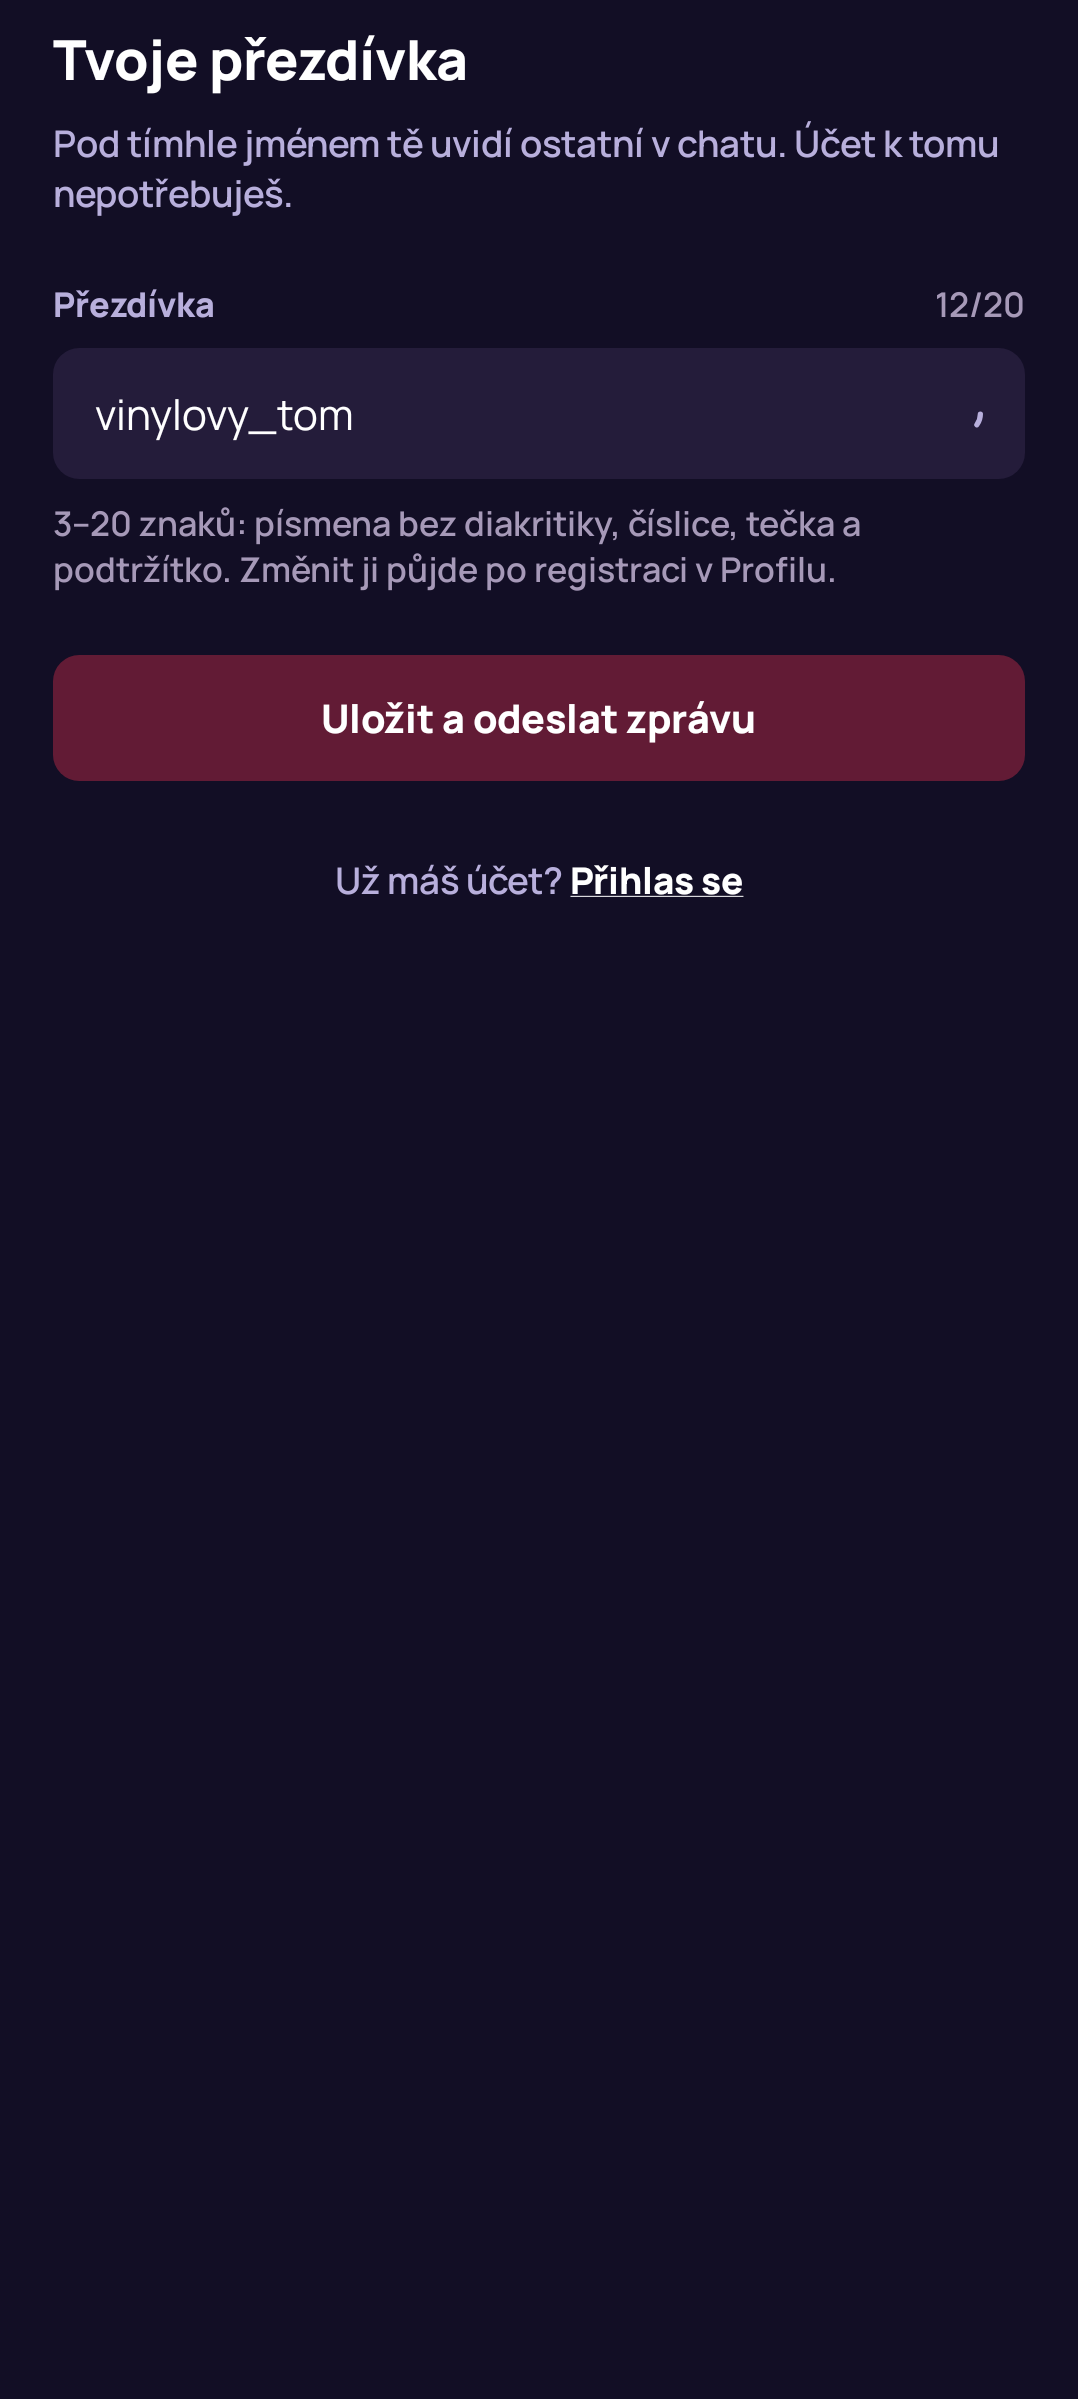 Tvoje přezdívka
Pod tímhle jménem tě uvidí ostatní v chatu. Účet k tomu
nepotřebuješ.
Přezdívka
12/20
vinylovy_tom
3–20 znaků: písmena bez diakritiky, číslice, tečka a
podtržítko. Změnit ji půjde po registraci v Profilu.
Uložit a odeslat zprávu
Už máš účet? Přihlas se